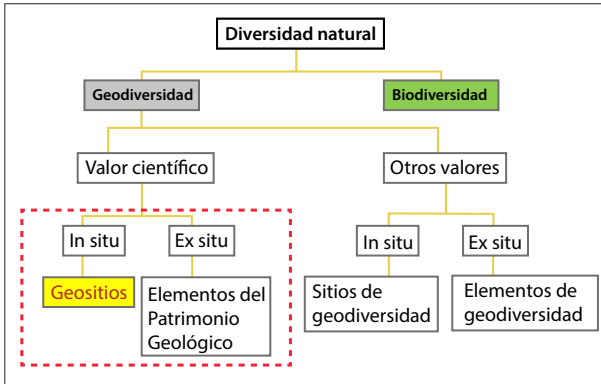 Diversidad natural
Geodiversidad
Biodiversidad
Valor científico
Otros valores
In situ
Ex situ
In situ
Ex situ
Geositios
Elementos del
Patrimonio
Geológico
Sitios de
geodiversidad
Elementos de
geodiversidad